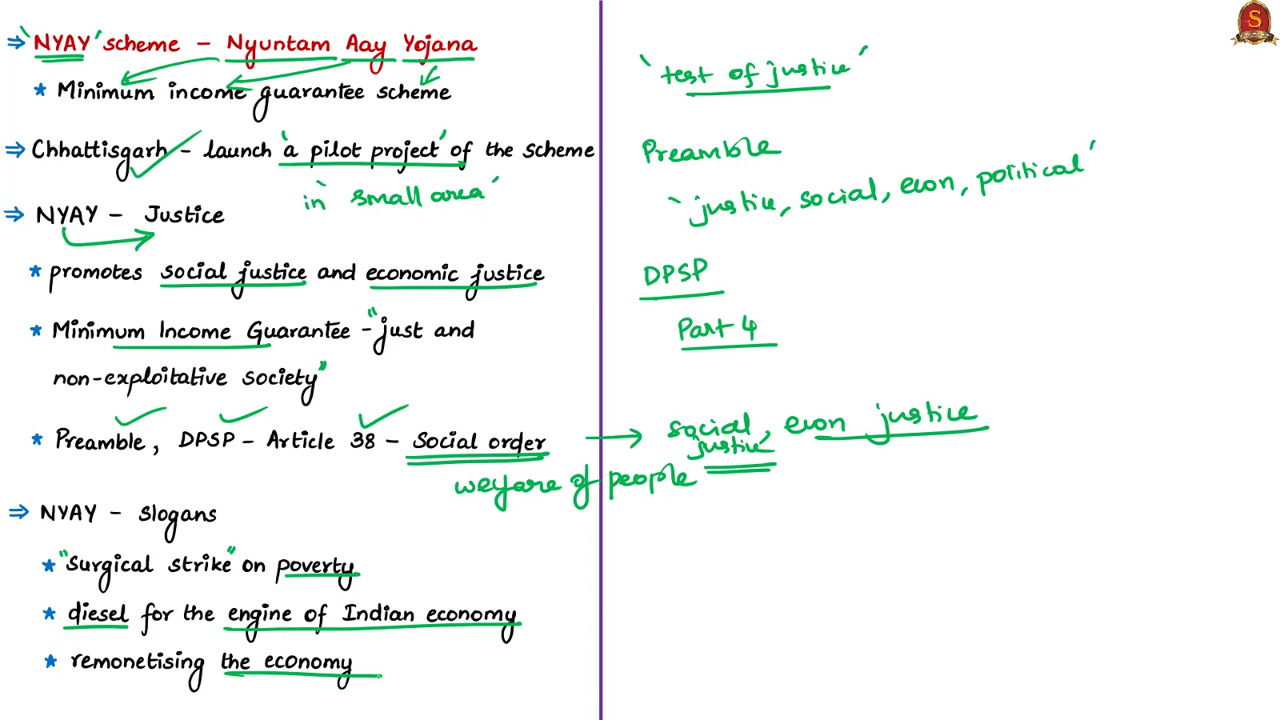 ⇒ 'NYAY' scheme - Nyuntam Aay Yojana
* Minimum income guarantee scheme
⇒ Chhattisgarh - launch 'a pilot project' of the scheme
in 'small area'
⇒ NYAY - Justice
* promotes social justice and economic justice
* Minimum Income Guarantee - "just and
non-exploitative society"
* Preamble, DPSP - Article 38 - Social order
welfare of people
⇒ NYAY - slogans
* "surgical strike" on poverty
* diesel for the engine of Indian economy
* remonetising the economy
'test of justice'
Preamble
'justice, social, econ, political'
DPSP
Part 4
→ social, econ justice
justice
S